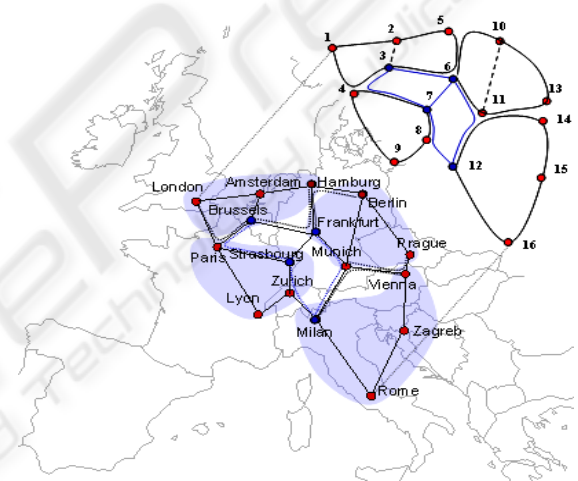 1
2
5
10
3
6
4
7
11
13
14
8
9
12
15
16
London
Amsterdam
Hamburg
Brussels
Berlin
Frankfurt
Paris
Strasbourg
Munich
Prague
Zurich
Vienna
Lyon
Milan
Zagreb
Rome